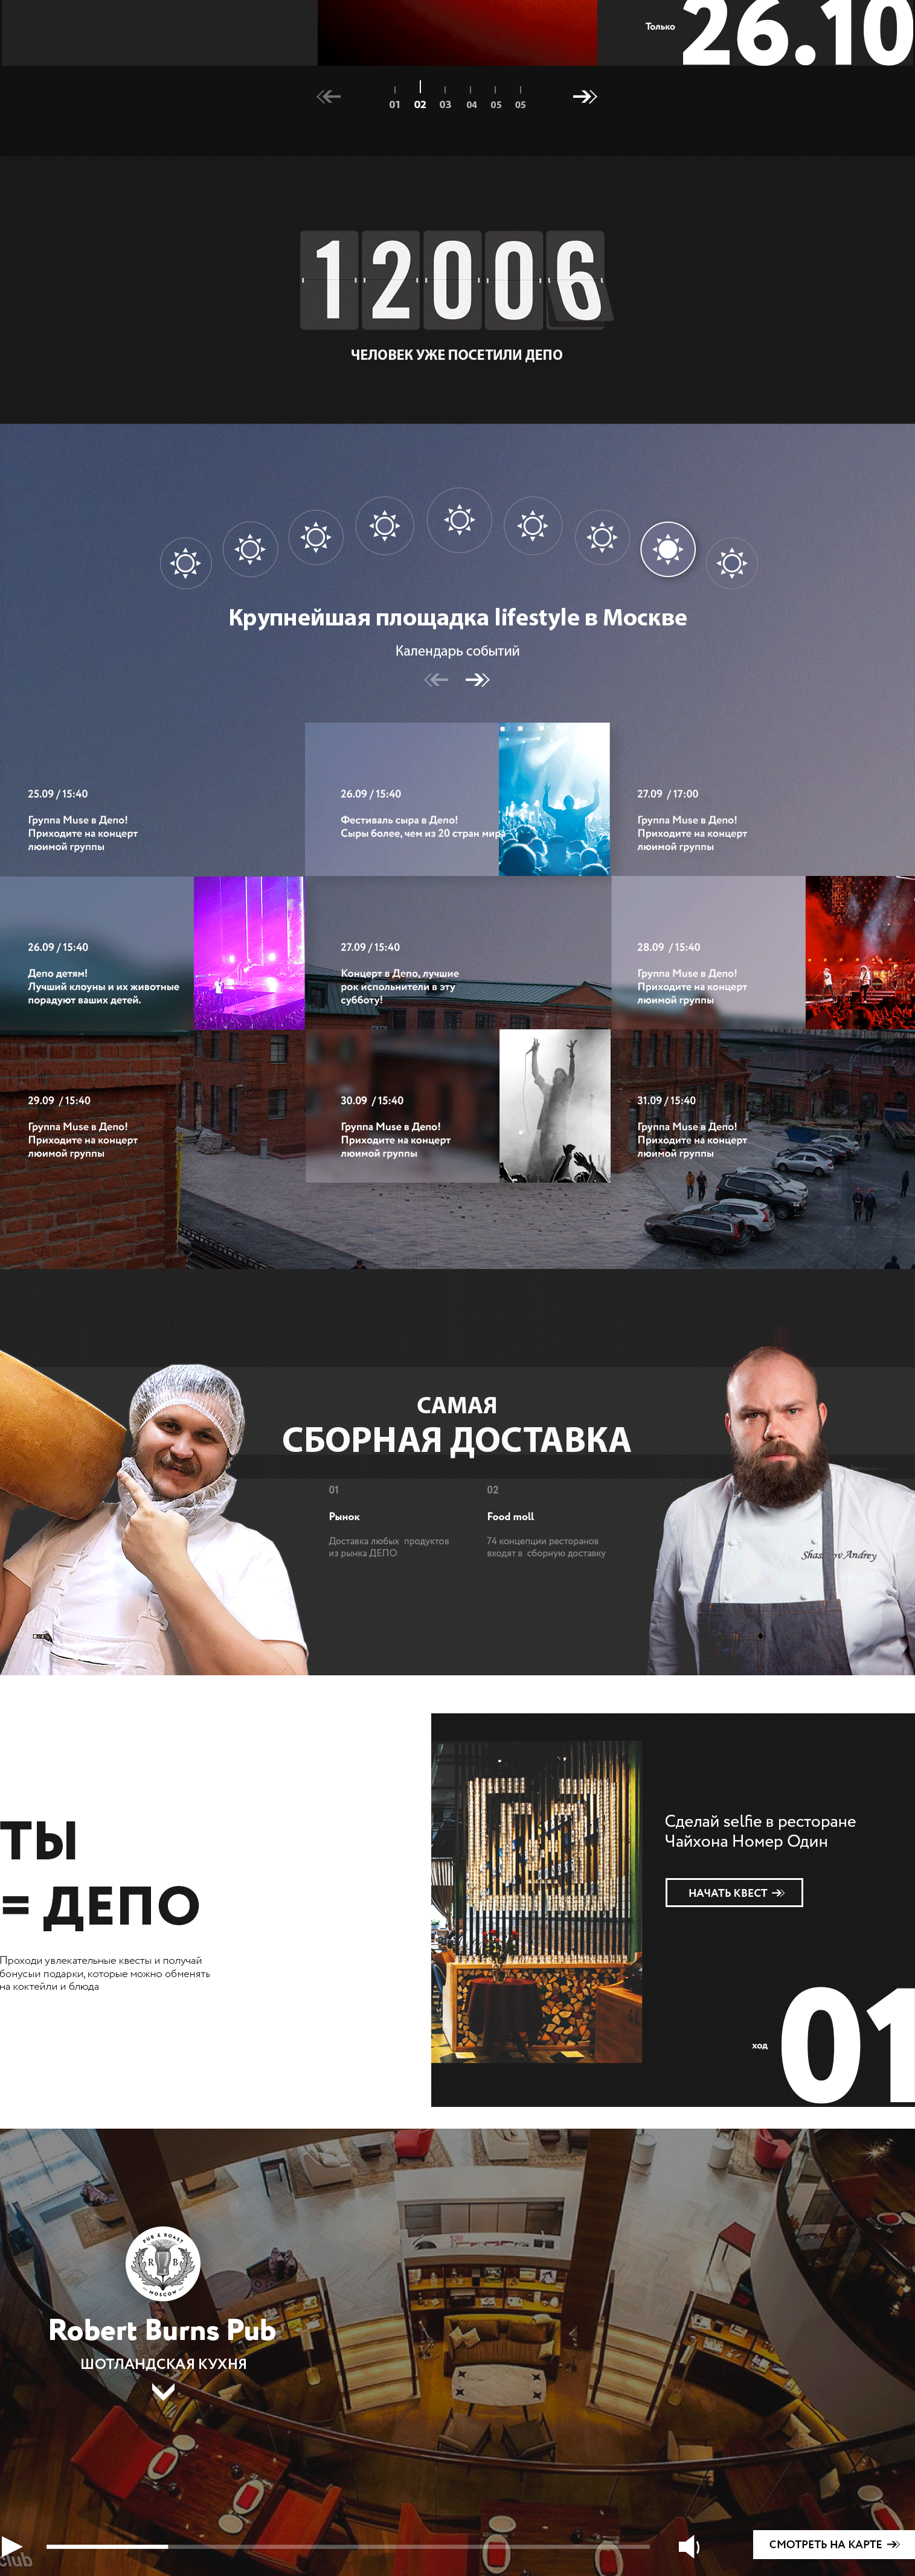 Только
26.10
01 02 03 04 05 05
12006
ЧЕЛОВЕК УЖЕ ПОСЕТИЛИ ДЕПО
Крупнейшая площадка lifestyle в Москве
Календарь событий
25.09 / 15:40
Группа Muse в Депо!
Приходите на концерт
люимой группы
26.09 / 15:40
Фестиваль сыра в Депо!
Сыры более, чем из 20 стран мира
27.09 / 17:00
Группа Muse в Депо!
Приходите на концерт
люимой группы
26.09 / 15:40
Депо детям!
Лучший клоуны и их животные
порадуют ваших детей.
27.09 / 15:40
Концерт в Депо, лучшие
рок испольнители в эту
субботу!
28.09 / 15:40
Группа Muse в Депо!
Приходите на концерт
люимой группы
29.09 / 15:40
Группа Muse в Депо!
Приходите на концерт
люимой группы
30.09 / 15:40
Группа Muse в Депо!
Приходите на концерт
люимой группы
31.09 / 15:40
Группа Muse в Депо!
Приходите на концерт
люимой группы
САМАЯ
СБОРНАЯ ДОСТАВКА
01
Рынок
Доставка любых продуктов
из рынка ДЕПО
02
Food moll
74 концепции ресторанов
входят в сборную доставку
Andrey
ТЫ
= ДЕПО
Проходи увлекательные квесты и получай
бонусыи подарки, которые можно обменять
на коктейли и блюда
Сделай selfie в ресторане
Чайхона Номер Один
НАЧАТЬ КВЕСТ
ход
01
PUB & ROAST
R B
MOSCOW
Robert Burns Pub
ШОТЛАНДСКАЯ КУХНЯ
club
СМОТРЕТЬ НА КАРТЕ